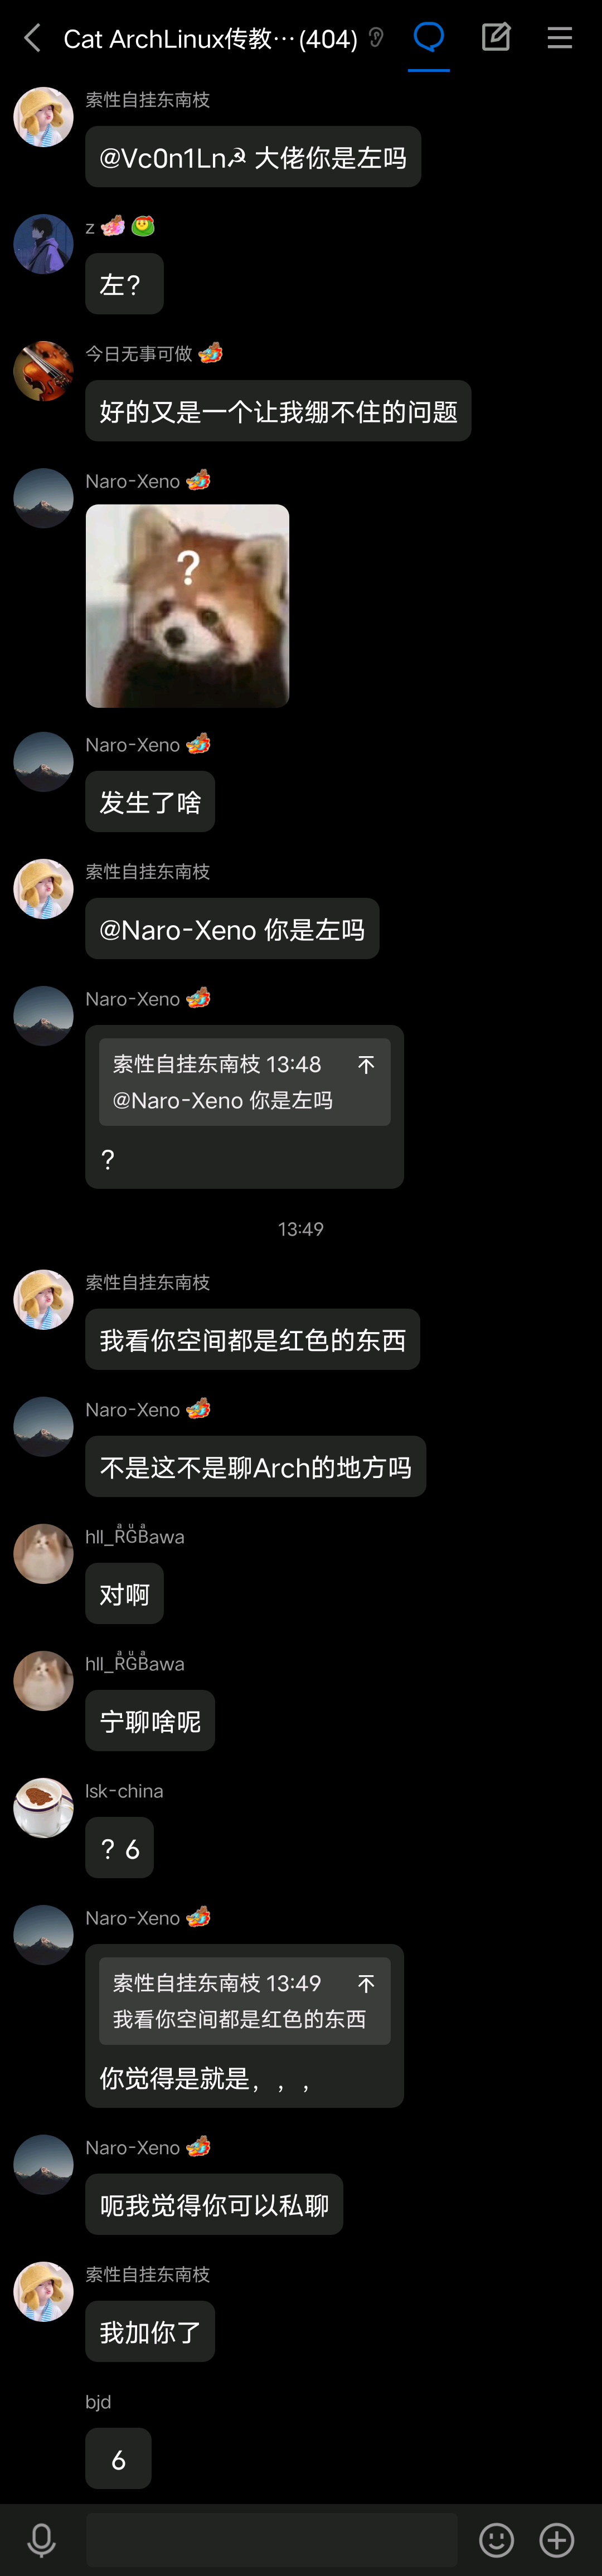 Cat ArchLinux传教…(404)
索性自挂东南枝
@Vc0n1Ln☭ 大佬你是左吗
z
左?
今日无事可做
好的又是一个让我绷不住的问题
Naro-Xeno
?
Naro-Xeno
发生了啥
索性自挂东南枝
@Naro-Xeno 你是左吗
Naro-Xeno
索性自挂东南枝 13:48
@Naro-Xeno 你是左吗
?
13:49
索性自挂东南枝
我看你空间都是红色的东西
Naro-Xeno
不是这不是聊Arch的地方吗
hll_RͣGͧBͣawa
对啊
hll_RͣGͧBͣawa
宁聊啥呢
lsk-china
? 6
Naro-Xeno
索性自挂东南枝 13:49
我看你空间都是红色的东西
你觉得是就是，，，
Naro-Xeno
呃我觉得你可以私聊
索性自挂东南枝
我加你了
bjd
6